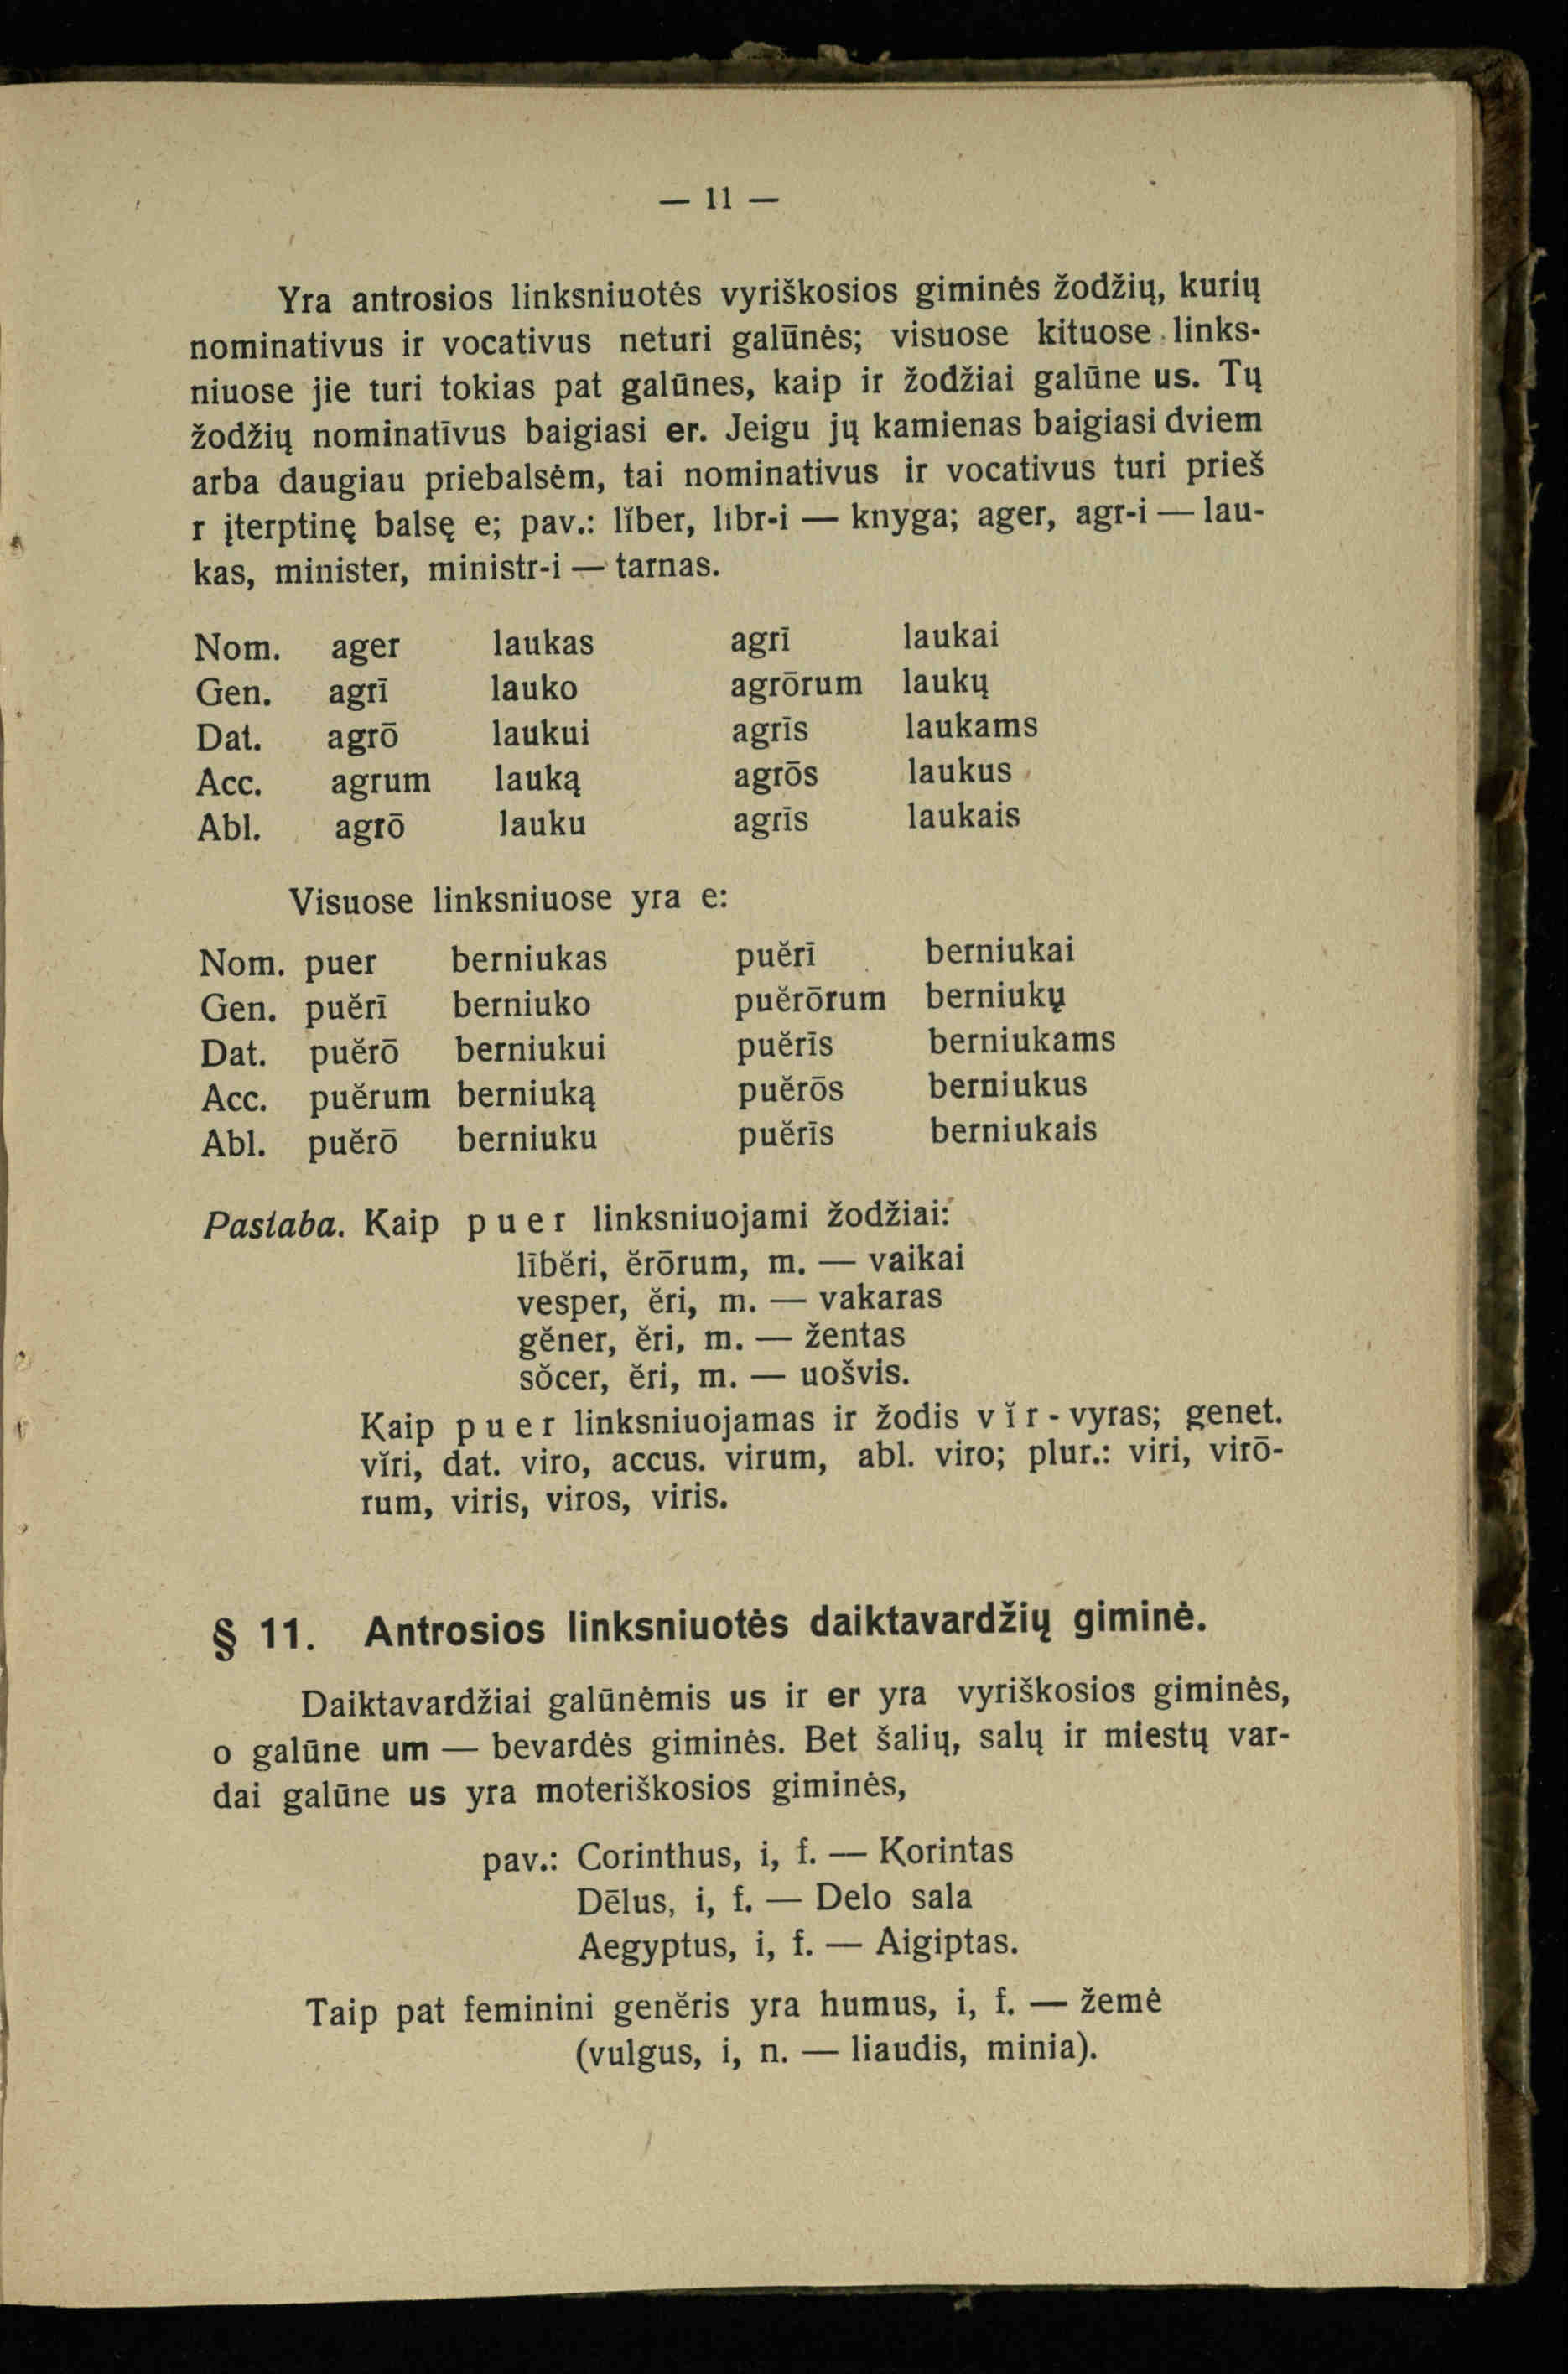 — 11 —
Yra antrosios linksniuotės vyriškosios giminės žodžių, kurių
nominativus ir vocativus neturi galūnės; visuose kituose links-
niuose jie turi tokias pat galūnes, kaip ir žodžiai galūne us. Tų
žodžių nominatīvus baigiasi er. Jeigu jų kamienas baigiasi dviem
arba daugiau priebalsėm, tai nominativus ir vocativus turi prieš
r įterptinę balsę e; pav.: lĭber, lıbr-i — knyga; ager, agr-i — lau-
kas, minister, ministr-i — tarnas.
Nom. ager laukas agrī laukai
Gen. agrī lauko agrōrum laukų
Dat. agrō laukui agrīs laukams
Acc. agrum lauką agrōs laukus
Abl. agrō lauku agrīs laukais
Visuose linksniuose yra e:
Nom. puer berniukas puĕrī berniukai
Gen. puĕrī berniuko puĕrōrum berniukų
Dat. puĕrō berniukui puĕrīs berniukams
Acc. puĕrum berniuką puĕrōs berniukus
Abl. puĕrō berniuku puĕrīs berniukais
Pastaba. Kaip puer linksniuojami žodžiai:
lībĕri, ĕrōrum, m. — vaikai
vesper, ĕri, m. — vakaras
gĕner, ĕri, m. — žentas
sŏcer, ĕri, m. — uošvis.
Kaip puer linksniuojamas ir žodis vĭr - vyras; genet.
vĭri, dat. viro, accus. virum, abl. viro; plur.: viri, virō-
rum, viris, viros, viris.
§ 11. Antrosios linksniuotės daiktavardžių giminė.
Daiktavardžiai galūnėmis us ir er yra vyriškosios giminės,
o galūne um — bevardės giminės. Bet šalių, salų ir miestų var-
dai galūne us yra moteriškosios giminės,
pav.: Corinthus, i, f. — Korintas
Dēlus, i, f. — Delo sala
Aegyptus, i, f. — Aigiptas.
Taip pat feminini genĕris yra humus, i, f. — žemė
(vulgus, i, n. — liaudis, minia).